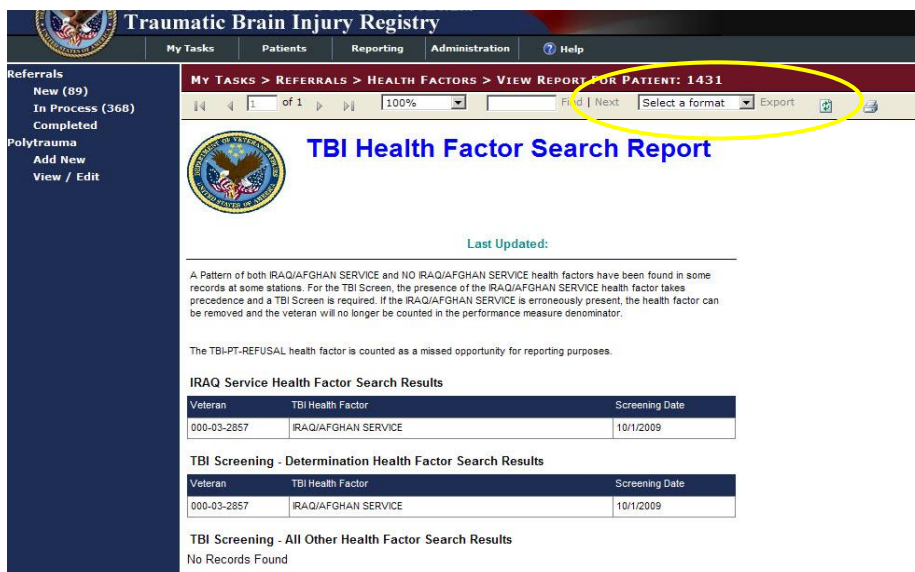 Traumatic Brain Injury Registry
My Tasks Patients Reporting Administration ? Help
Referrals
New (89)
In Process (368)
Completed
Polytrauma
Add New
View / Edit
MY TASKS > REFERRALS > HEALTH FACTORS > VIEW REPORT FOR PATIENT: 1431
1 of 1 100% Find | Next Select a format Export
TBI Health Factor Search Report
Last Updated:
A Pattern of both IRAQ/AFGHAN SERVICE and NO IRAQ/AFGHAN SERVICE health factors have been found in some
records at some stations. For the TBI Screen, the presence of the IRAQ/AFGHAN SERVICE health factor takes
precedence and a TBI Screen is required. If the IRAQ/AFGHAN SERVICE is erroneously present, the health factor can
be removed and the veteran will no longer be counted in the performance measure denominator.
The TBI-PT-REFUSAL health factor is counted as a missed opportunity for reporting purposes.
IRAQ Service Health Factor Search Results
Veteran TBI Health Factor Screening Date
000-03-2857 IRAQ/AFGHAN SERVICE 10/1/2009
TBI Screening - Determination Health Factor Search Results
Veteran TBI Health Factor Screening Date
000-03-2857 IRAQ/AFGHAN SERVICE 10/1/2009
TBI Screening - All Other Health Factor Search Results
No Records Found